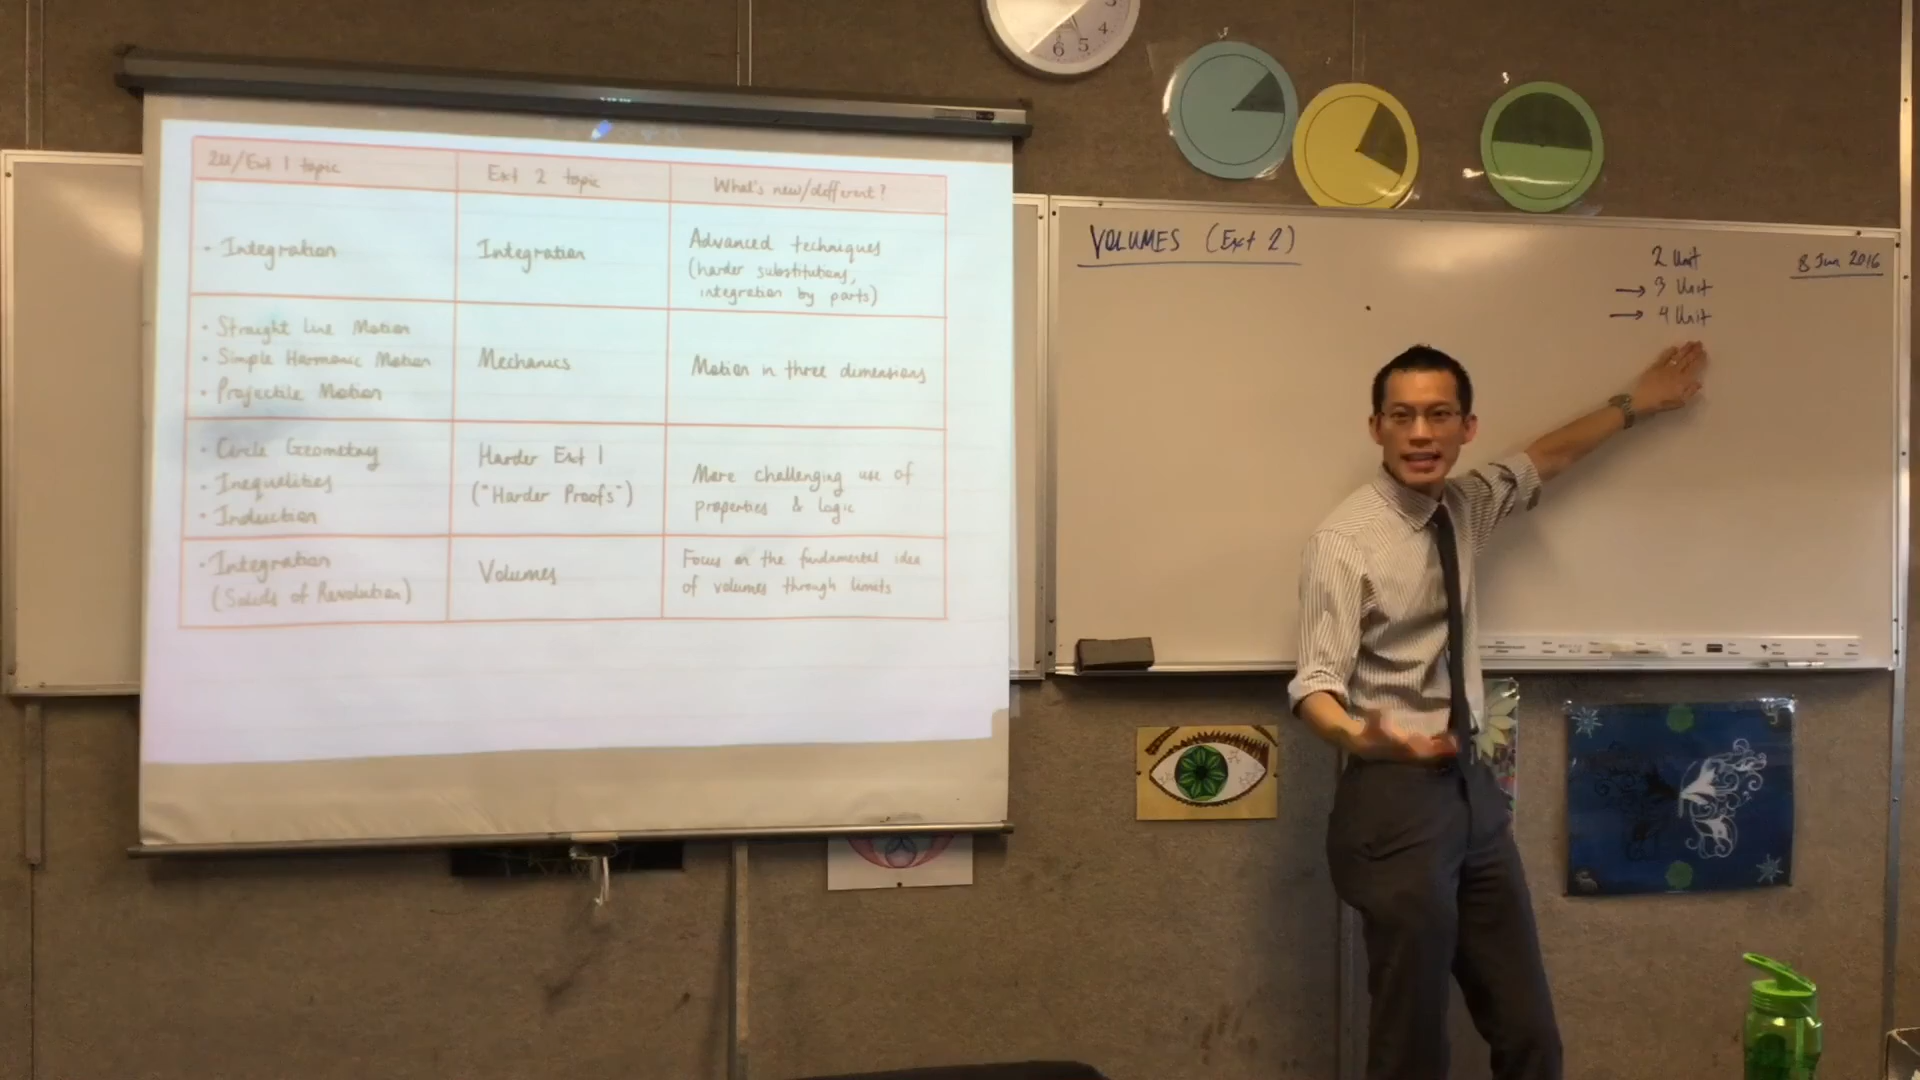 2U/Ext 1 topic
Ext 2 topic
What's new/different?
• Integration
Integration
Advanced techniques
(harder substitutions,
integration by parts)
• Straight Line Motion
• Simple Harmonic Motion
• Projectile Motion
Mechanics
Motion in three dimensions
• Circle Geometry
• Inequalities
• Induction
Harder Ext 1
("Harder Proofs")
More challenging use of
properties & logic
• Integration
(Solids of Revolution)
Volumes
Focus on the fundamental idea
of volumes through limits
VOLUMES (Ext 2)
2 Unit
→ 3 Unit
→ 4 Unit
8 Jun 2016
4
5
6